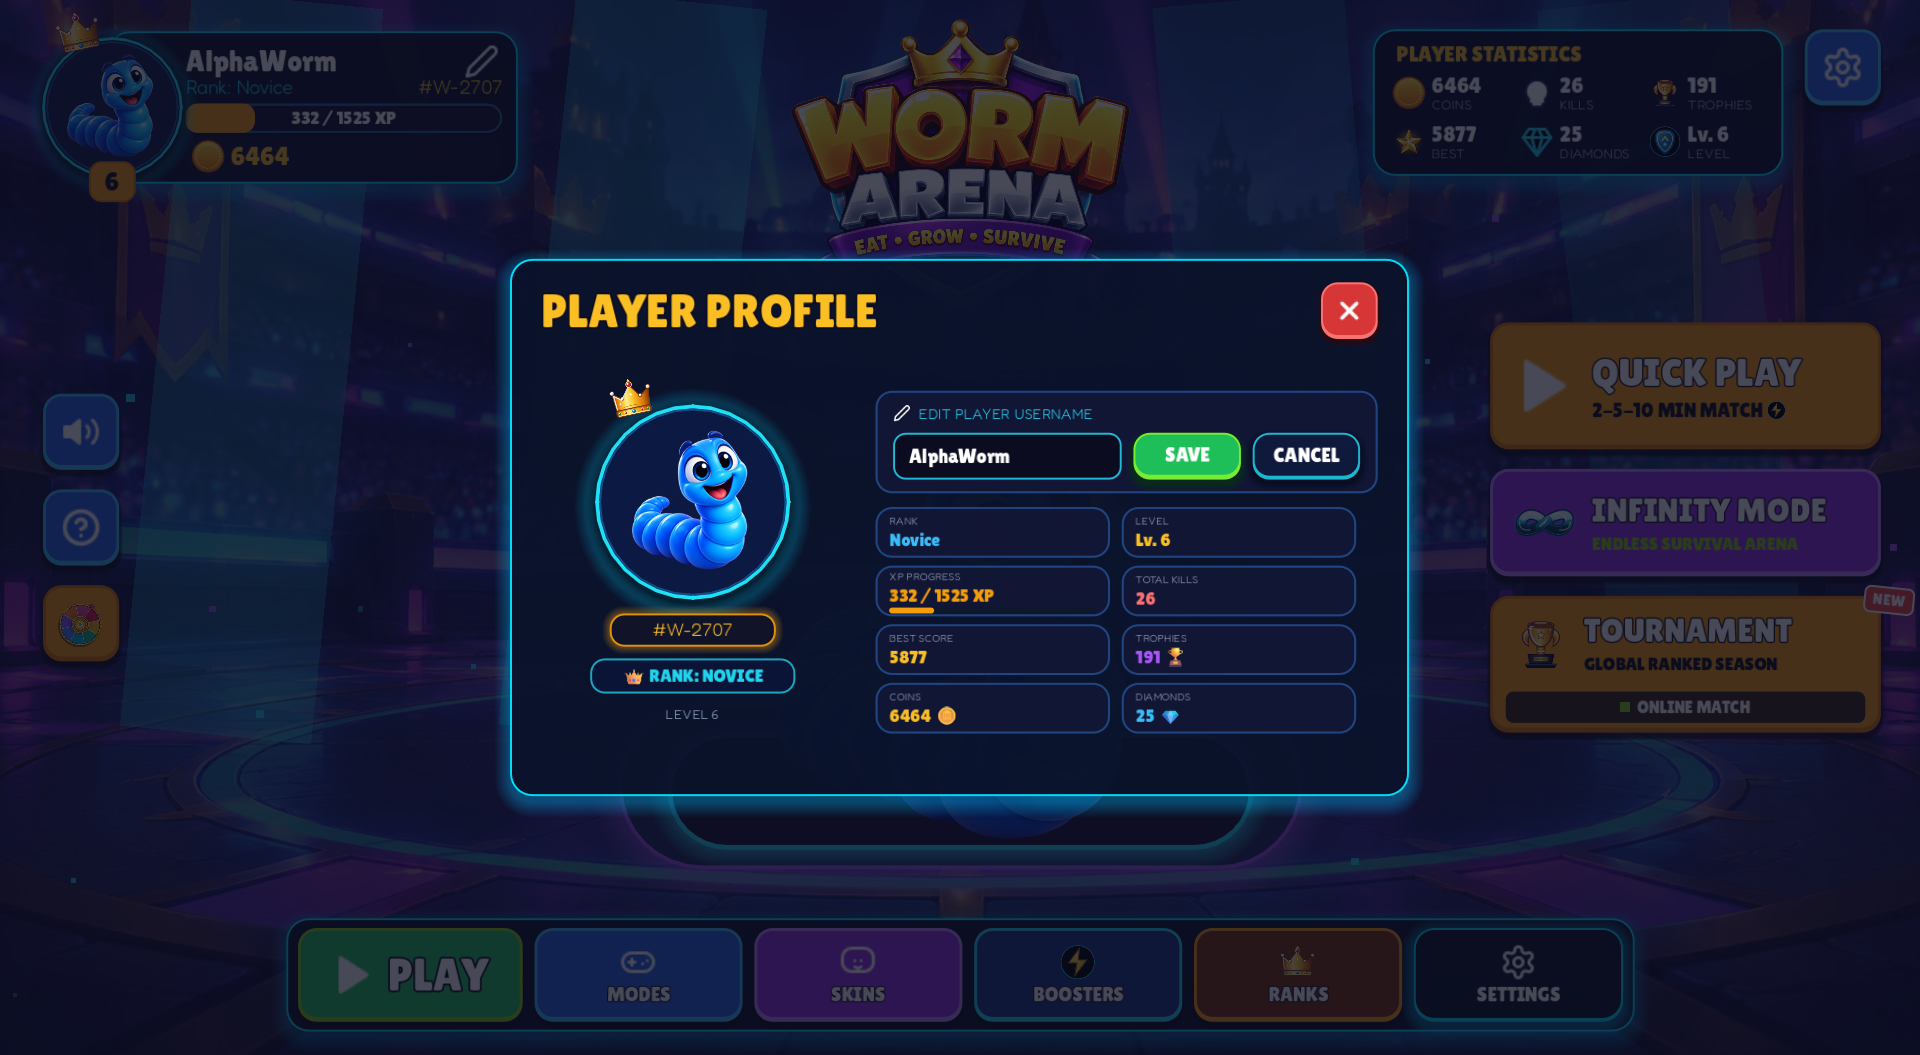 AlphaWorm
Rank: Novice #W-2707
332 / 1525 XP
6464
6
WORM
ARENA
EAT • GROW • SURVIVE
PLAYER STATISTICS
6464 26 191
COINS KILLS TROPHIES
5877 25 Lv. 6
BEST DIAMONDS LEVEL
PLAYER PROFILE
#W-2707
RANK: NOVICE
LEVEL 6
EDIT PLAYER USERNAME
AlphaWorm SAVE CANCEL
RANK
Novice
LEVEL
Lv. 6
XP PROGRESS
332 / 1525 XP
TOTAL KILLS
26
BEST SCORE
5877
TROPHIES
191
COINS
6464
DIAMONDS
25
QUICK PLAY
2-5-10 MIN MATCH
INFINITY MODE
ENDLESS SURVIVAL ARENA
NEW
TOURNAMENT
GLOBAL RANKED SEASON
ONLINE MATCH
PLAY
MODES
SKINS
BOOSTERS
RANKS
SETTINGS